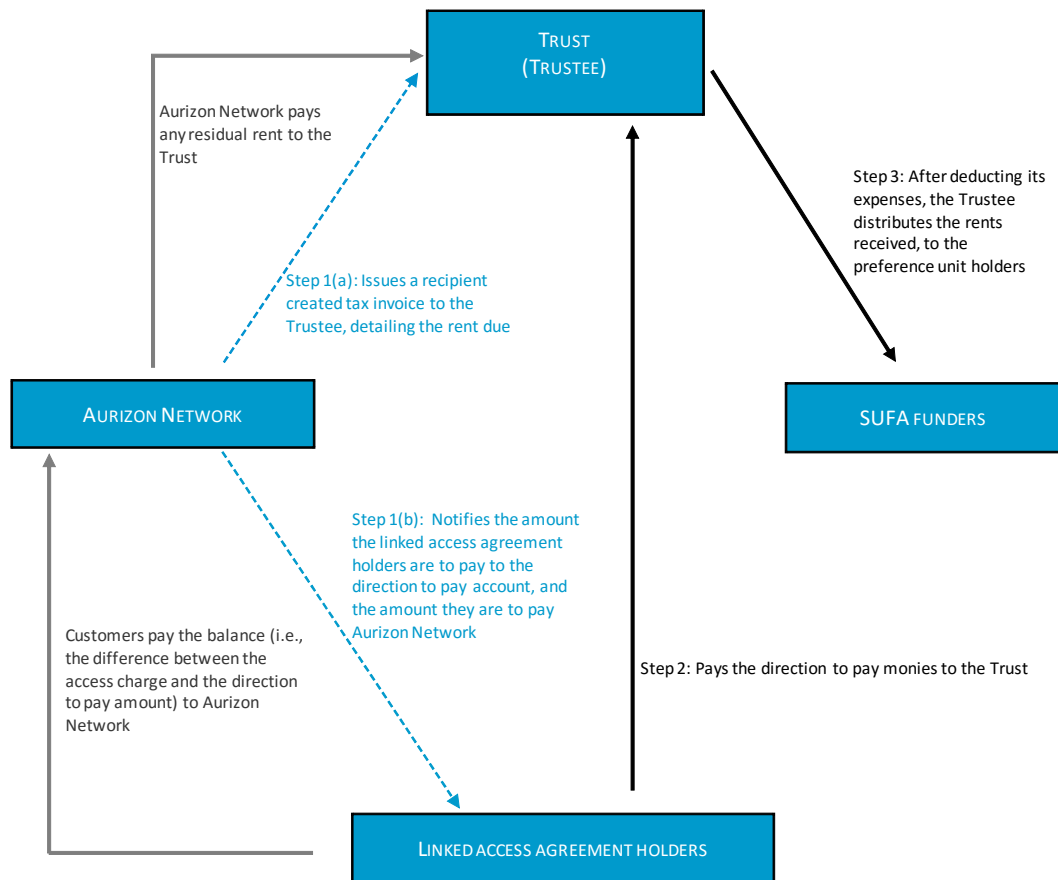 TRUST
(TRUSTEE)
Aurizon Network pays
any residual rent to the
Trust
Step 3: After deducting its
expenses, the Trustee
distributes the rents
received, to the
preference unit holders
Step 1(a): Issues a recipient
created tax invoice to the
Trustee, detailing the rent due
AURIZON NETWORK
SUFA FUNDERS
Step 1(b):  Notifies the amount
the linked access agreement
holders are to pay to the
direction to pay account, and
the amount they are to pay
Aurizon Network
Customers pay the balance (i.e.,
the difference between the
access charge and the direction
to pay amount) to Aurizon
Network
Step 2: Pays the direction to pay monies to the Trust
LINKED ACCESS AGREEMENT HOLDERS